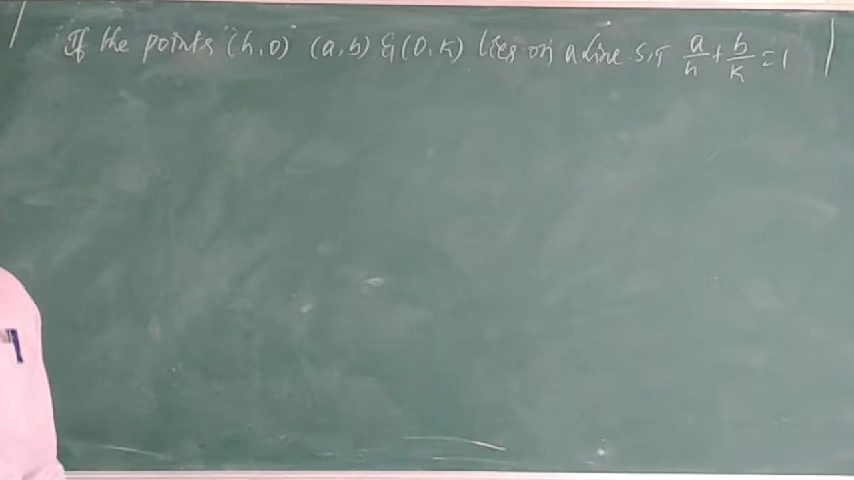 If the points (h,0) (a,b) & (0,k) lies on a line S.T a/h + b/k = 1